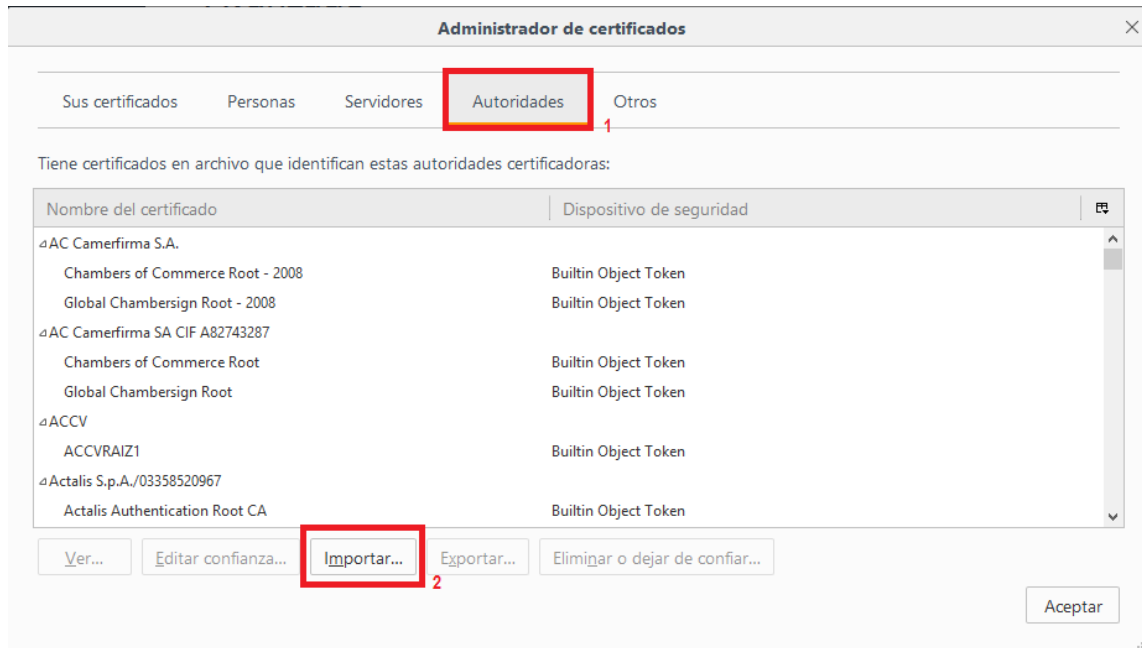 Administrador de certificados
Sus certificados Personas Servidores Autoridades Otros
1
Tiene certificados en archivo que identifican estas autoridades certificadoras:
Nombre del certificado Dispositivo de seguridad
AC Camerfirma S.A.
Chambers of Commerce Root - 2008 Builtin Object Token
Global Chambersign Root - 2008 Builtin Object Token
AC Camerfirma SA CIF A82743287
Chambers of Commerce Root Builtin Object Token
Global Chambersign Root Builtin Object Token
ACCV
ACCVRAIZ1 Builtin Object Token
Actalis S.p.A./03358520967
Actalis Authentication Root CA Builtin Object Token
Ver... Editar confianza... Importar... Exportar... Eliminar o dejar de confiar...
2
Aceptar